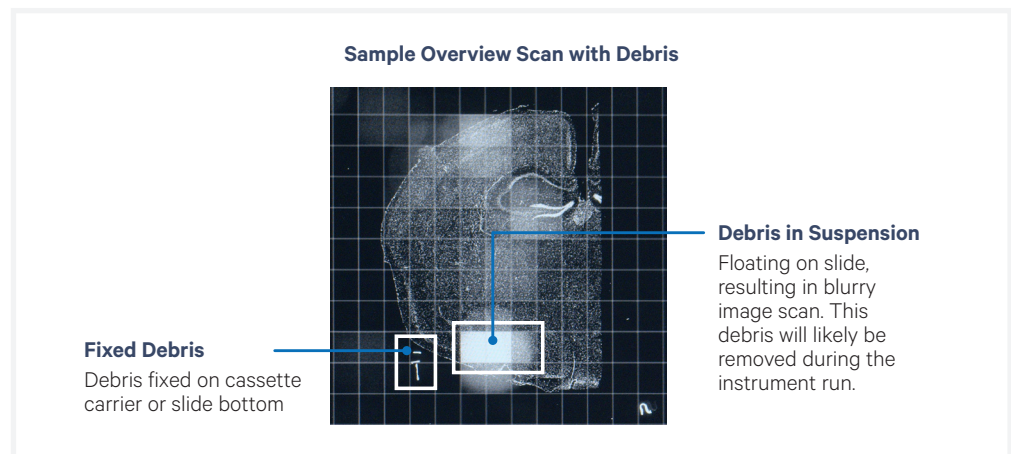 Sample Overview Scan with Debris
Debris in Suspension
Floating on slide,
resulting in blurry
image scan. This
debris will likely be
removed during the
instrument run.
Fixed Debris
Debris fixed on cassette
carrier or slide bottom